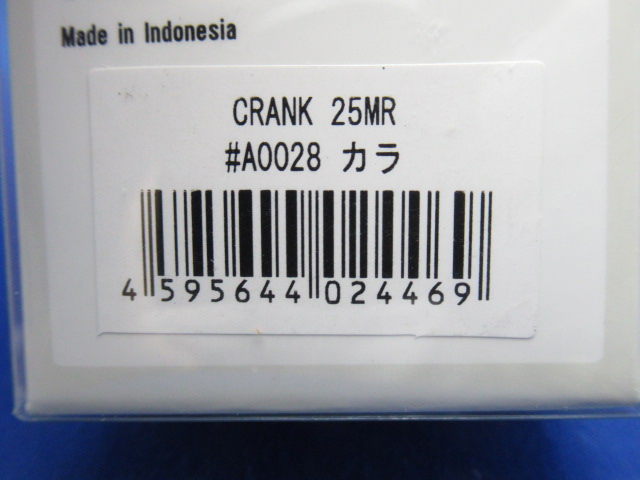 Made in Indonesia
CRANK 25MR
#A0028 カラ
4 595644 024469